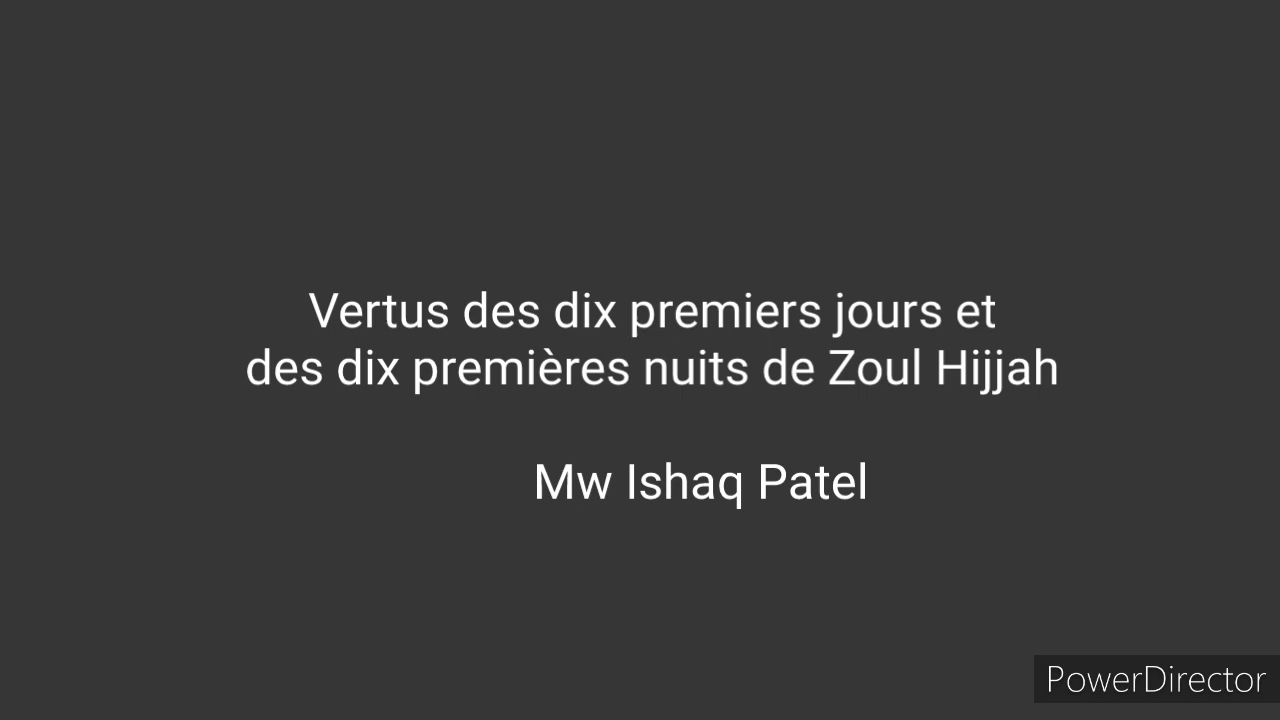 Vertus des dix premiers jours et
des dix premières nuits de Zoul Hijjah
Mw Ishaq Patel
PowerDirector